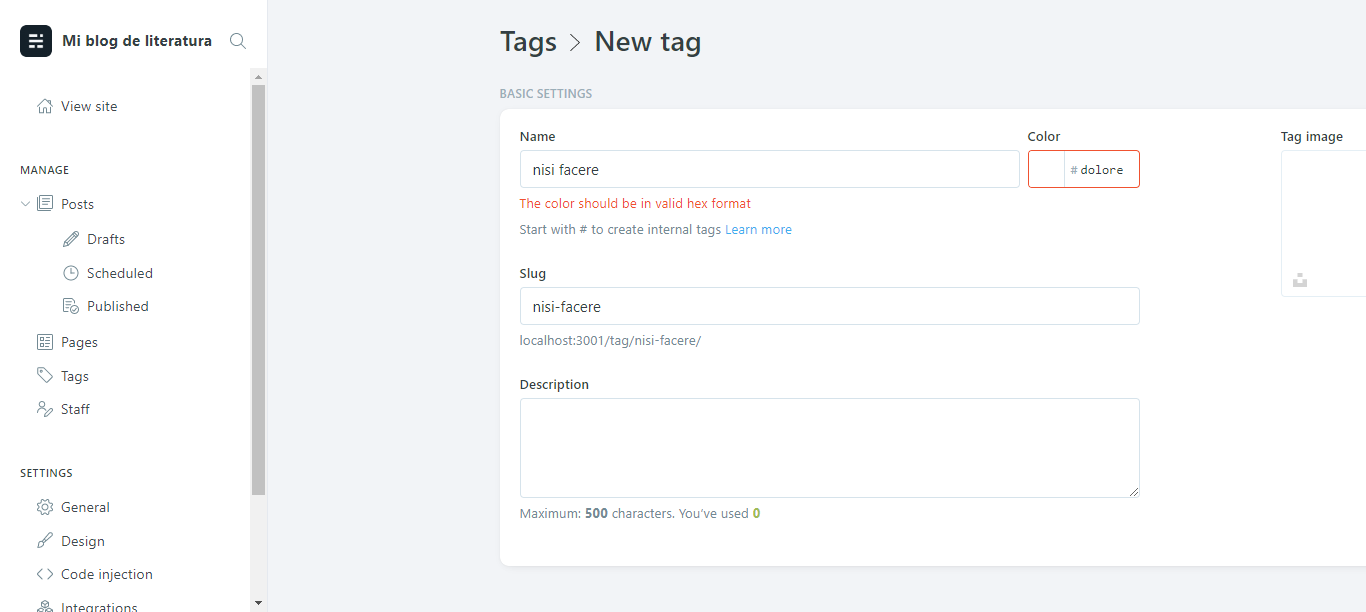 Mi blog de literatura
View site
MANAGE
Posts
Drafts
Scheduled
Published
Pages
Tags
Staff
SETTINGS
General
Design
Code injection
Integrations
Tags > New tag
BASIC SETTINGS
Name
nisi facere
Color
# dolore
The color should be in valid hex format
Start with # to create internal tags Learn more
Slug
nisi-facere
localhost:3001/tag/nisi-facere/
Description
Maximum: 500 characters. You’ve used 0
Tag image